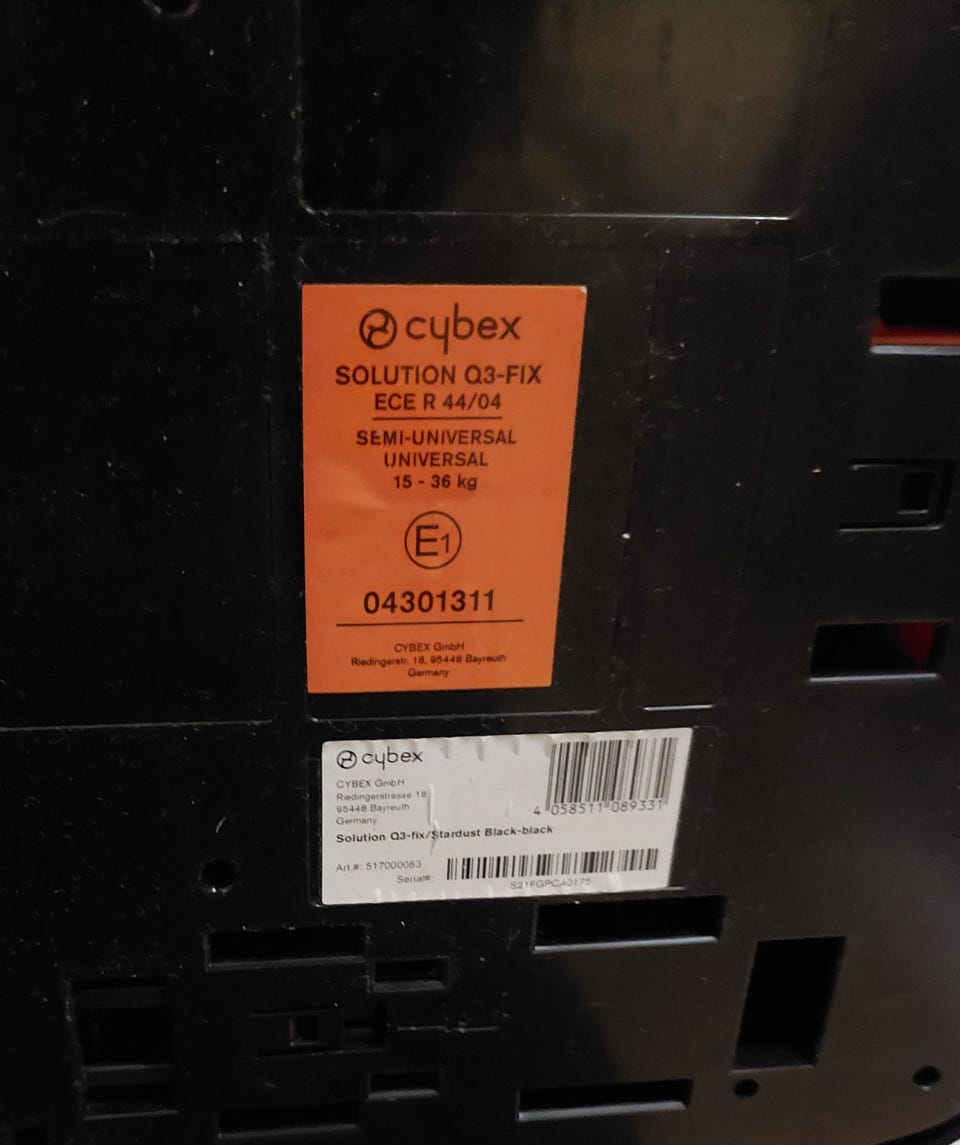 cybex
SOLUTION Q3-FIX
ECE R 44/04
SEMI-UNIVERSAL
UNIVERSAL
15 - 36 kg
E1
04301311
CYBEX GmbH
Riedingerstr. 18, 95448 Bayreuth
Germany
cybex
CYBEX GmbH
Riedingerstrasse 18
95448 Bayreuth
Germany
4 058511 089331
Solution Q3-fix/Stardust Black-black
Art.#: 517000083
Serial#:
S21FGPCA0175